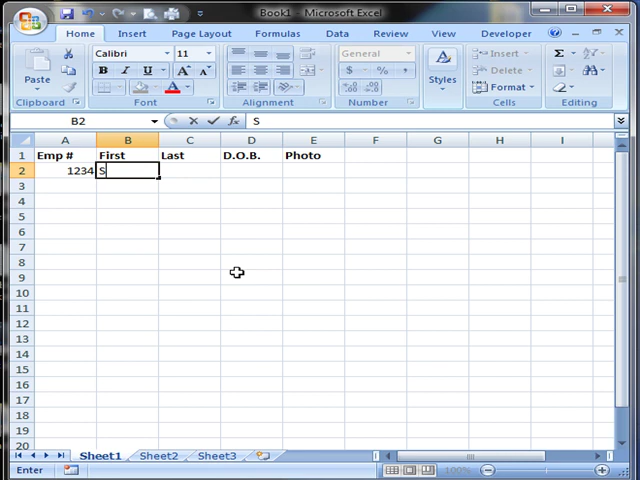 Book1 - Microsoft Excel
Home Insert Page Layout Formulas Data Review View Developer
Paste
Calibri 11
B I U A A
A
General
$ % ,
Styles
Insert
Delete
Format
Σ
Clipboard Font Alignment Number Cells Editing
B2 fx S
A B C D E F G H I
1 Emp # First Last D.O.B. Photo
2 1234 S
3
4
5
6
7
8
9
10
11
12
13
14
15
16
17
18
19
20
Sheet1 Sheet2 Sheet3
Enter 100%